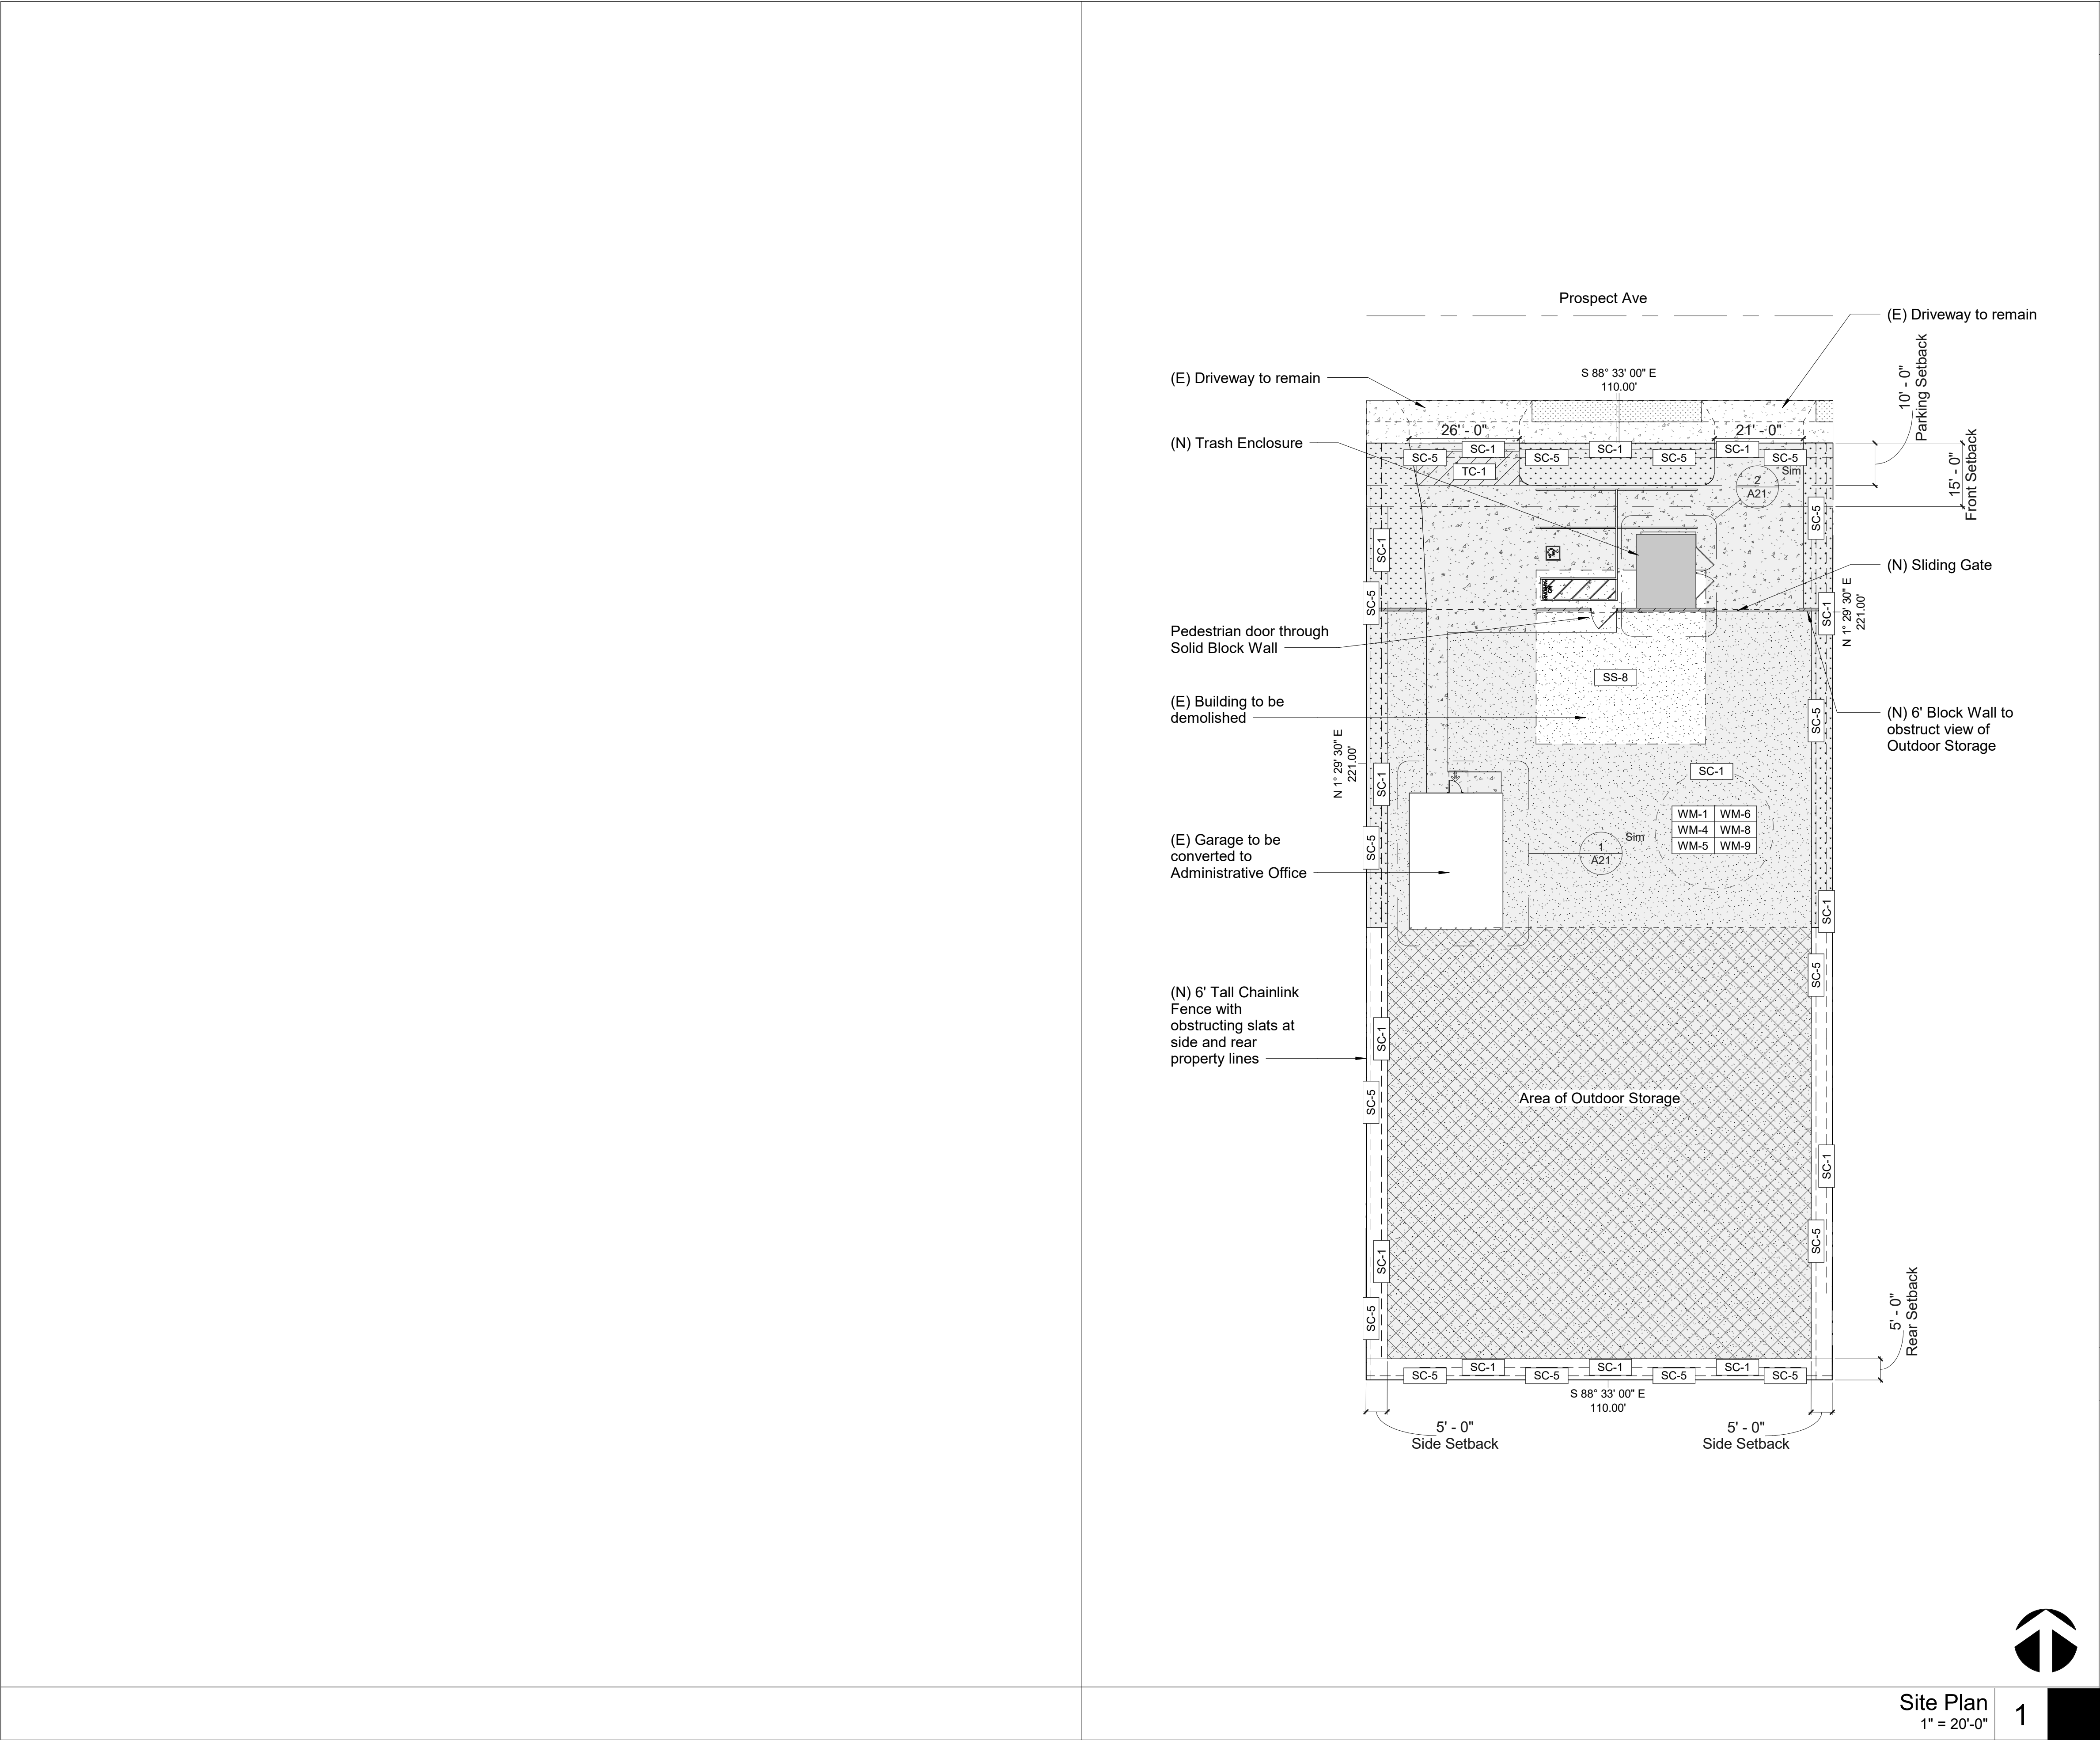 Prospect Ave
(E) Driveway to remain
10' - 0"
Parking Setback
S 88° 33' 00" E
110.00'
(E) Driveway to remain
15' - 0"
Front Setback
26' - 0"
21' - 0"
(N) Trash Enclosure
SC-1
SC-1
SC-1
SC-5
SC-5
SC-5
SC-5
TC-1
Sim
2
A21
SC-5
SC-1
(N) Sliding Gate
SC-5
SC-1
N 1° 29' 30" E
221.00'
Pedestrian door through
Solid Block Wall
SS-8
(E) Building to be
demolished
SC-5
(N) 6' Block Wall to
obstruct view of
Outdoor Storage
N 1° 29' 30" E
221.00'
SC-1
SC-1
WM-1 WM-6
WM-4 WM-8
WM-5 WM-9
Sim
1
A21
(E) Garage to be
converted to
Administrative Office
SC-5
SC-1
SC-5
(N) 6' Tall Chainlink
Fence with
obstructing slats at
side and rear
property lines
SC-1
SC-5
Area of Outdoor Storage
SC-1
SC-5
SC-1
SC-5
5' - 0"
Rear Setback
SC-1
SC-1
SC-1
SC-5
SC-5
SC-5
SC-5
S 88° 33' 00" E
110.00'
5' - 0"
Side Setback
5' - 0"
Side Setback
Site Plan
1" = 20'-0"
1